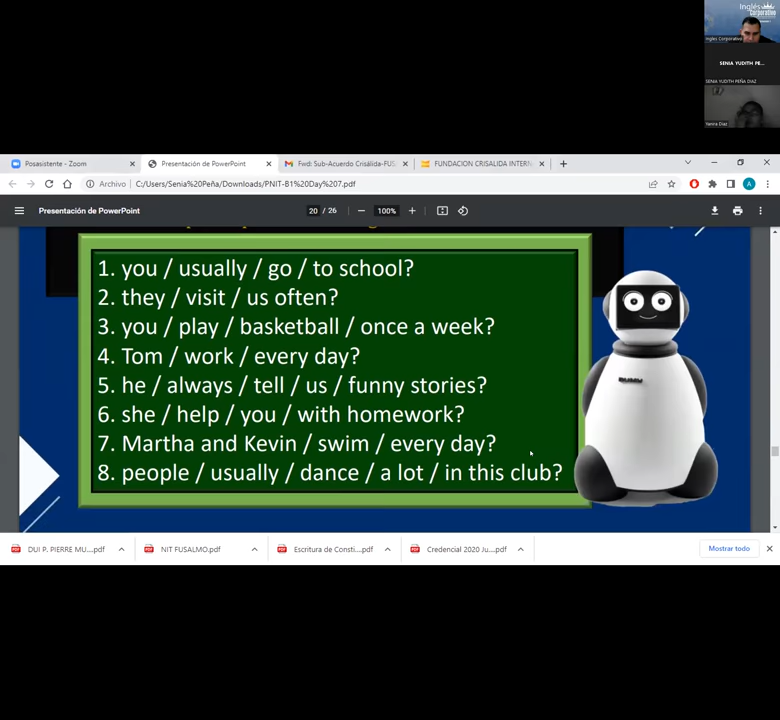 Inglés
Corporativo
Ingles Corporativo
SENIA YUDITH PE...
SENIA YUDITH PEÑA DIAZ
Yanira Diaz
Posasistente - Zoom
Presentación de PowerPoint
Fwd: Sub-Acuerdo Crisálida-FUS
FUNDACION CRISALIDA INTERN
Archivo
C:/Users/Senia%20Peña/Downloads/PNIT-B1%20Day%207.pdf
A
Presentación de PowerPoint
20 / 26
100%
1. you / usually / go / to school?
2. they / visit / us often?
3. you / play / basketball / once a week?
4. Tom / work / every day?
5. he / always / tell / us / funny stories?
6. she / help / you / with homework?
7. Martha and Kevin / swim / every day?
8. people / usually / dance / a lot / in this club?
DUI P. PIERRE MU....pdf
NIT FUSALMO.pdf
Escritura de Consti....pdf
Credencial 2020 Ju....pdf
Mostrar todo